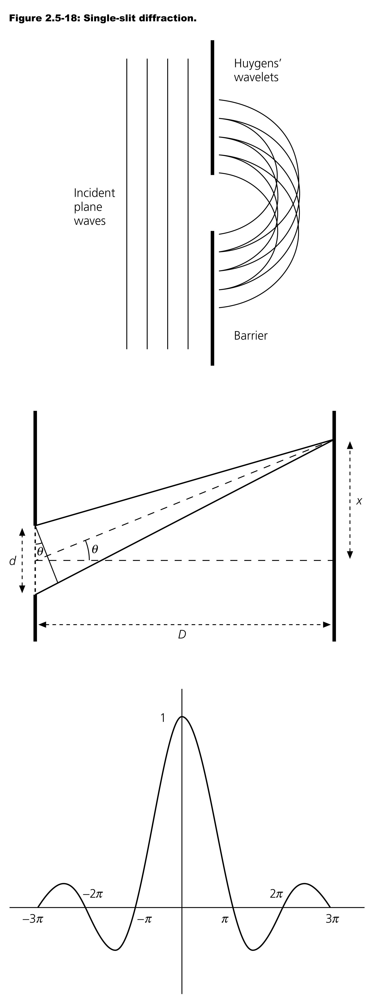 Figure 2.5-18: Single-slit diffraction.
Huygens’
wavelets
Incident
plane
waves
Barrier
x
θ
θ
d
D
1
−2π
2π
−3π
−π
π
3π